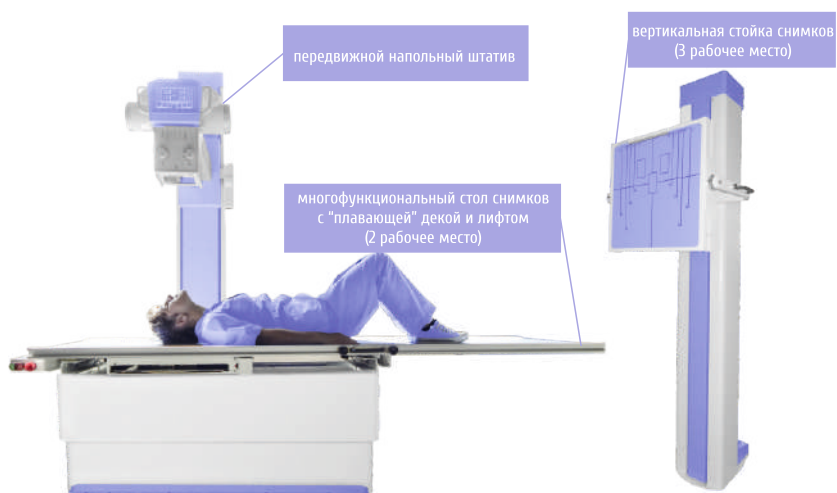 передвижной напольный штатив
вертикальная стойка снимков
(3 рабочее место)
многофункциональный стол снимков
с “плавающей” декой и лифтом
(2 рабочее место)